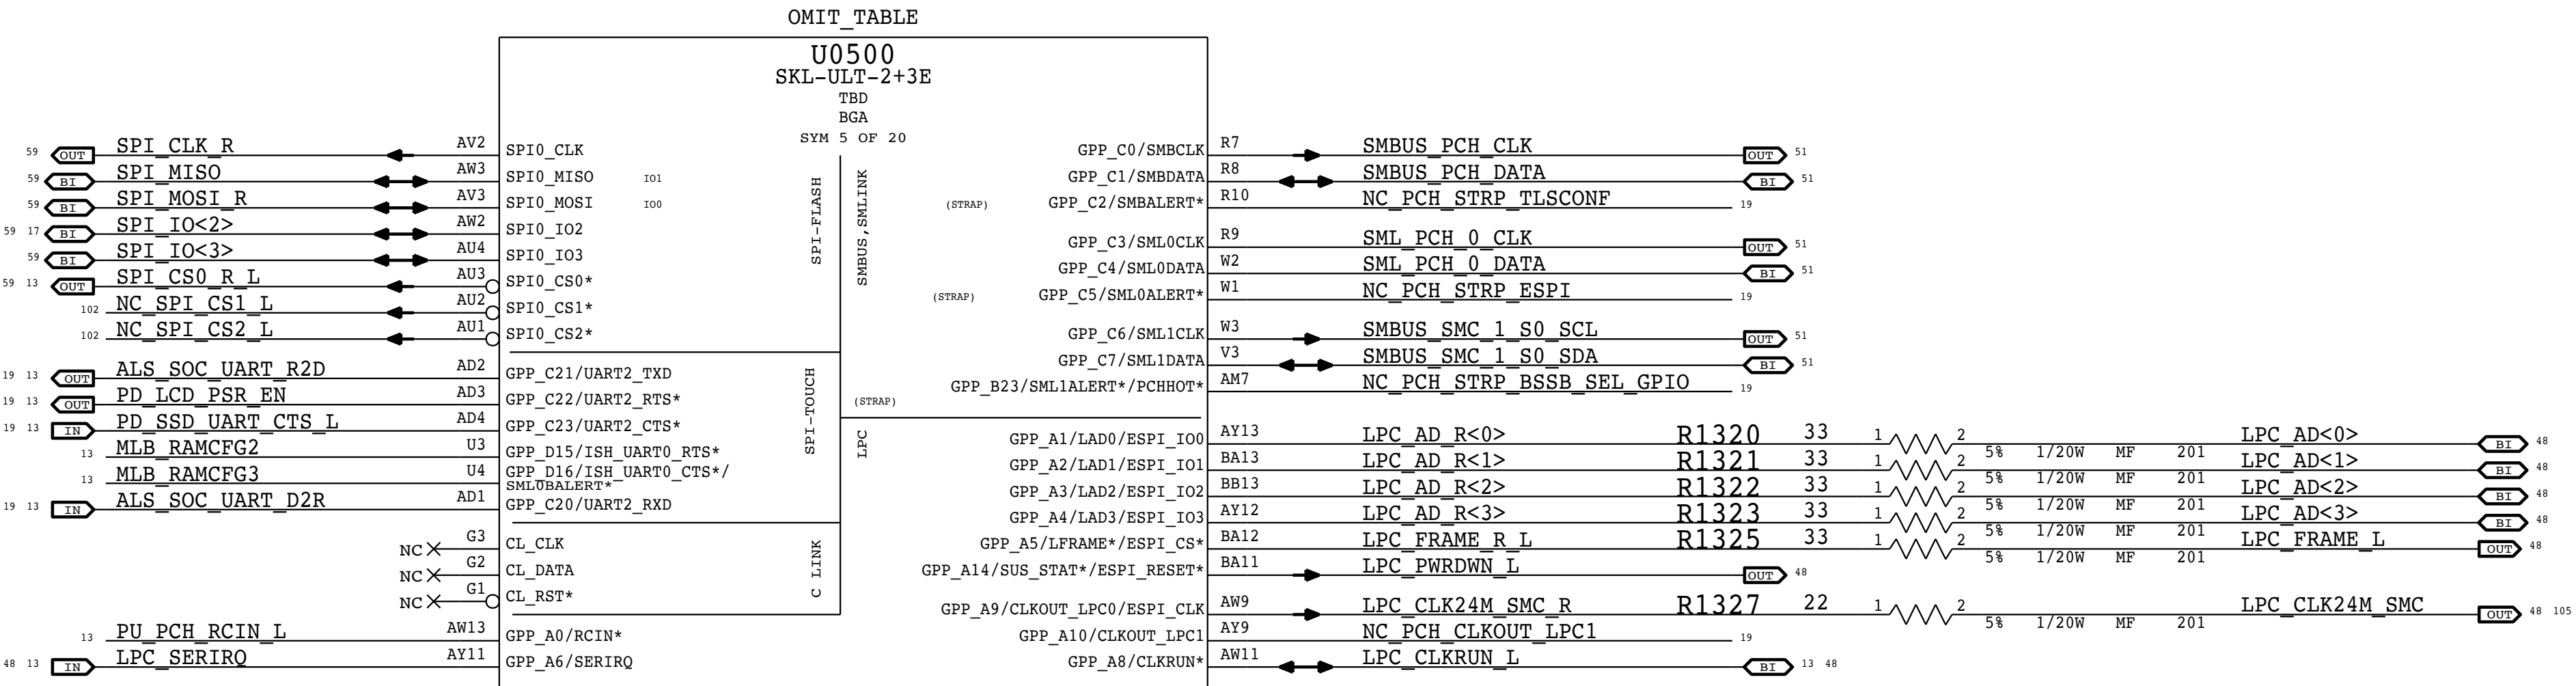 OMIT_TABLE
U0500
SKL-ULT-2+3E
TBD
BGA
SYM 5 OF 20
59 OUT SPI_CLK_R AV2 SPI0_CLK
59 BI SPI_MISO AW3 SPI0_MISO IO1
59 BI SPI_MOSI_R AV3 SPI0_MOSI IO0
59 17 BI SPI_IO<2> AW2 SPI0_IO2
59 BI SPI_IO<3> AU4 SPI0_IO3
59 13 OUT SPI_CS0_R_L AU3 SPI0_CS0*
102 NC_SPI_CS1_L AU2 SPI0_CS1*
102 NC_SPI_CS2_L AU1 SPI0_CS2*
SPI-FLASH
19 13 OUT ALS_SOC_UART_R2D AD2 GPP_C21/UART2_TXD
19 13 OUT PD_LCD_PSR_EN AD3 GPP_C22/UART2_RTS*
19 13 IN PD_SSD_UART_CTS_L AD4 GPP_C23/UART2_CTS*
13 MLB_RAMCFG2 U3 GPP_D15/ISH_UART0_RTS*
13 MLB_RAMCFG3 U4 GPP_D16/ISH_UART0_CTS*/
SML0BALERT*
19 13 IN ALS_SOC_UART_D2R AD1 GPP_C20/UART2_RXD
SPI-TOUCH
NC G3 CL_CLK
NC G2 CL_DATA
NC G1 CL_RST*
C LINK
13 PU_PCH_RCIN_L AW13 GPP_A0/RCIN*
48 13 IN LPC_SERIRQ AY11 GPP_A6/SERIRQ
SMBUS,SMLINK
GPP_C0/SMBCLK R7 SMBUS_PCH_CLK OUT 51
GPP_C1/SMBDATA R8 SMBUS_PCH_DATA BI 51
(STRAP) GPP_C2/SMBALERT* R10 NC_PCH_STRP_TLSCONF 19
GPP_C3/SML0CLK R9 SML_PCH_0_CLK OUT 51
GPP_C4/SML0DATA W2 SML_PCH_0_DATA BI 51
(STRAP) GPP_C5/SML0ALERT* W1 NC_PCH_STRP_ESPI 19
GPP_C6/SML1CLK W3 SMBUS_SMC_1_S0_SCL OUT 51
GPP_C7/SML1DATA V3 SMBUS_SMC_1_S0_SDA BI 51
GPP_B23/SML1ALERT*/PCHHOT* AM7 NC_PCH_STRP_BSSB_SEL_GPIO 19
(STRAP)
LPC
GPP_A1/LAD0/ESPI_IO0 AY13 LPC_AD_R<0> R1320 33 1 2 5% 1/20W MF 201 LPC_AD<0> BI 48
GPP_A2/LAD1/ESPI_IO1 BA13 LPC_AD_R<1> R1321 33 1 2 5% 1/20W MF 201 LPC_AD<1> BI 48
GPP_A3/LAD2/ESPI_IO2 BB13 LPC_AD_R<2> R1322 33 1 2 5% 1/20W MF 201 LPC_AD<2> BI 48
GPP_A4/LAD3/ESPI_IO3 AY12 LPC_AD_R<3> R1323 33 1 2 5% 1/20W MF 201 LPC_AD<3> BI 48
GPP_A5/LFRAME*/ESPI_CS* BA12 LPC_FRAME_R_L R1325 33 1 2 5% 1/20W MF 201 LPC_FRAME_L OUT 48
GPP_A14/SUS_STAT*/ESPI_RESET* BA11 LPC_PWRDWN_L OUT 48
GPP_A9/CLKOUT_LPC0/ESPI_CLK AW9 LPC_CLK24M_SMC_R R1327 22 1 2 5% 1/20W MF 201 LPC_CLK24M_SMC OUT 48 105
GPP_A10/CLKOUT_LPC1 AY9 NC_PCH_CLKOUT_LPC1 19
GPP_A8/CLKRUN* AW11 LPC_CLKRUN_L BI 13 48